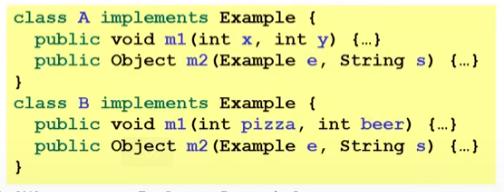 class A implements Example {
public void m1(int x, int y) {…}
public Object m2(Example e, String s) {…}
}
class B implements Example {
public void m1(int pizza, int beer) {…}
public Object m2(Example e, String s) {…}
}